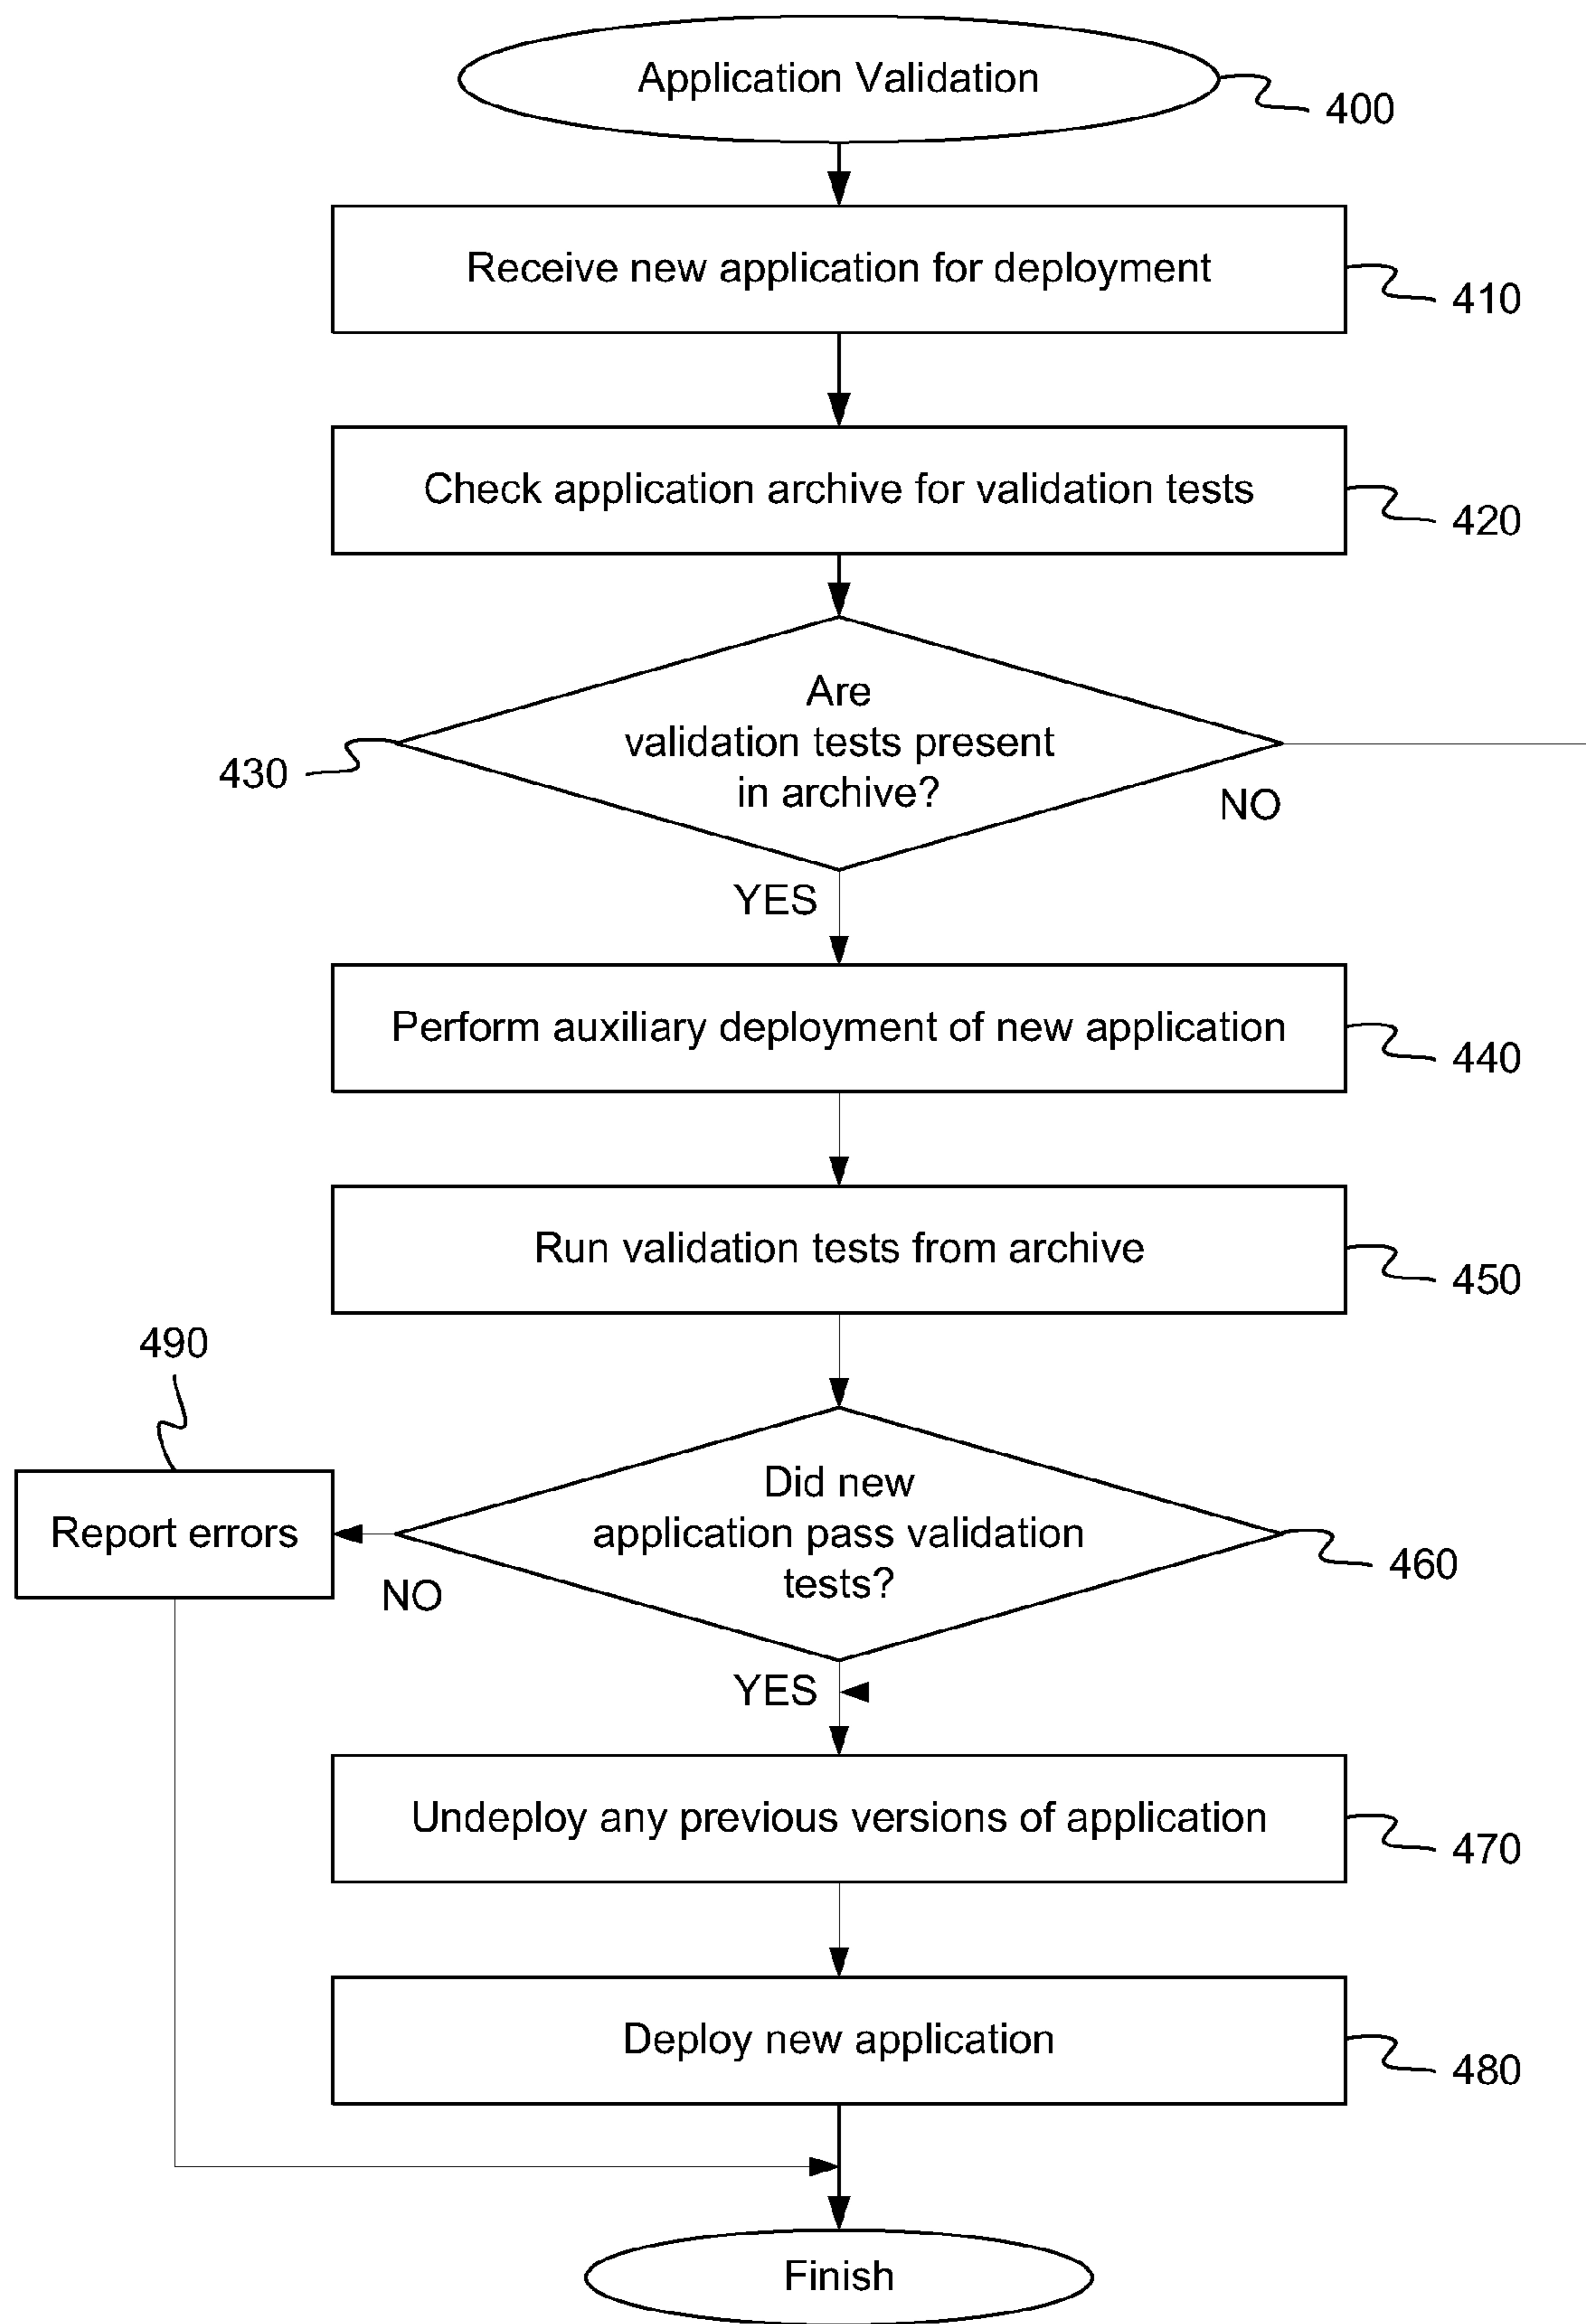 Application Validation
400
Receive new application for deployment
410
Check application archive for validation tests
420
Are
validation tests present
in archive?
430
NO
YES
Perform auxiliary deployment of new application
440
Run validation tests from archive
450
490
Report errors
Did new
application pass validation
tests?
460
NO
YES
Undeploy any previous versions of application
470
Deploy new application
480
Finish